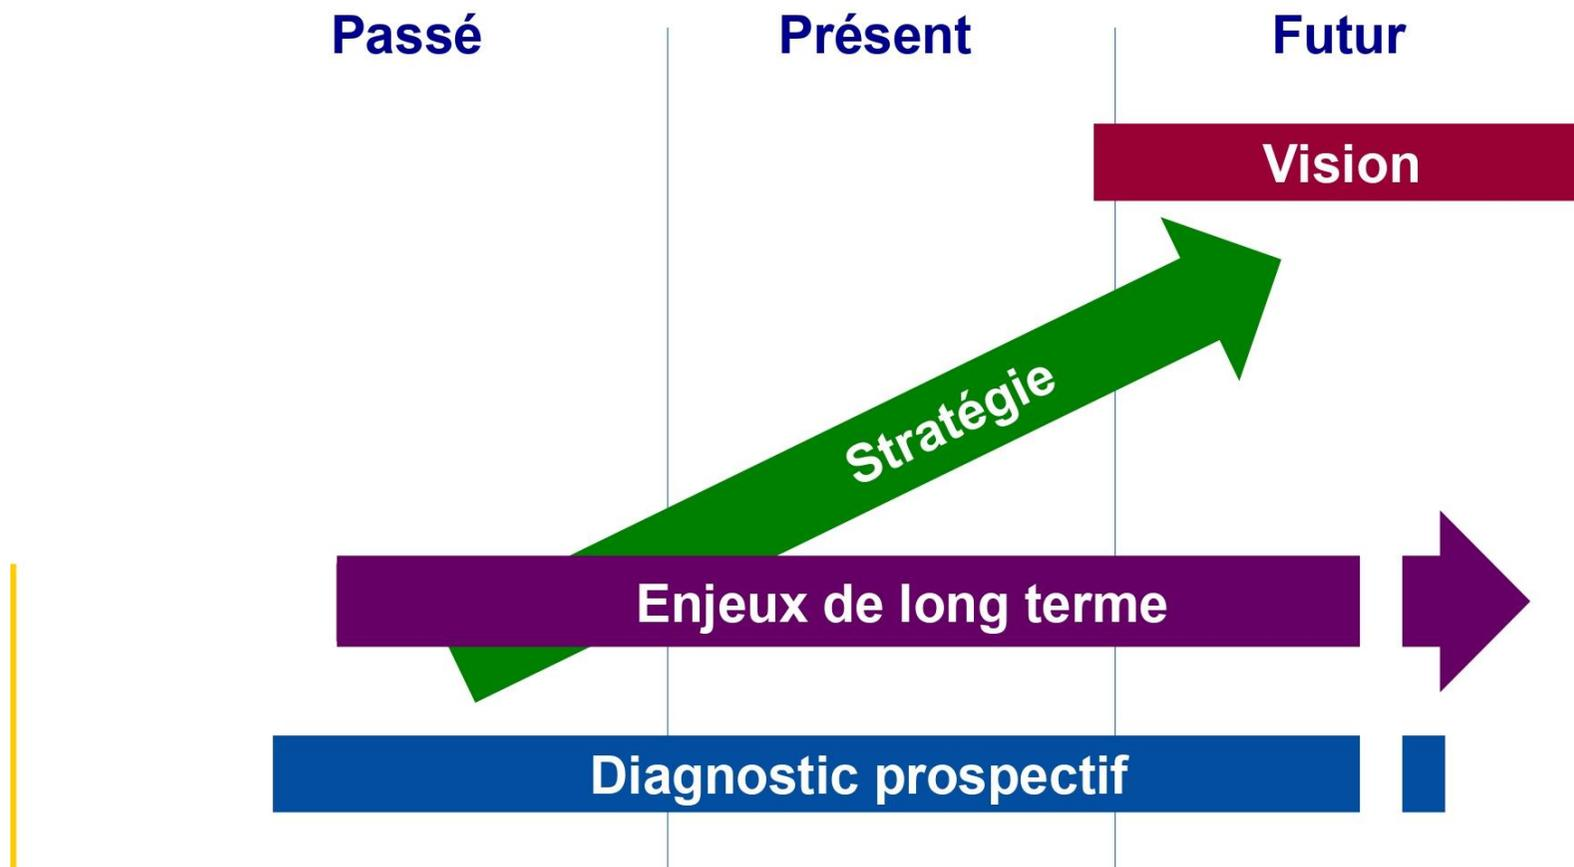 Passé
Présent
Futur
Vision
Stratégie
Enjeux de long terme
Diagnostic prospectif